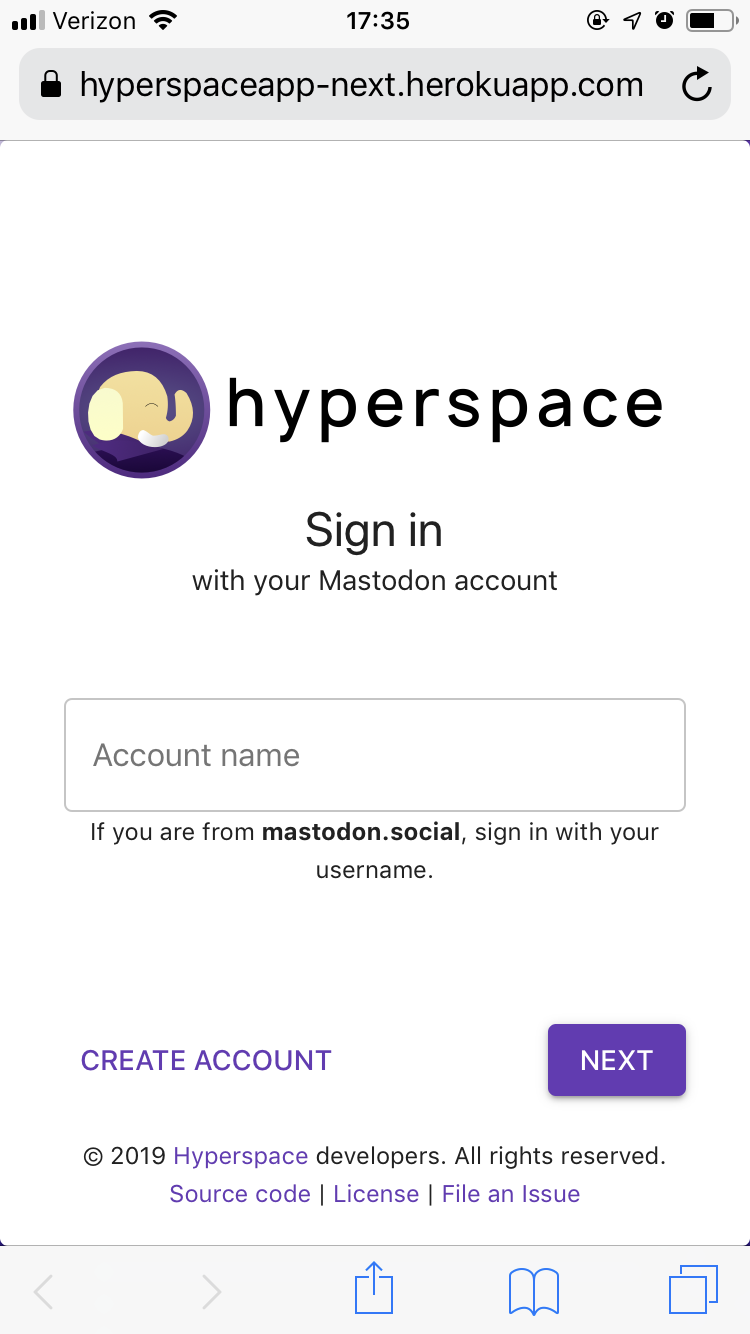 Verizon 17:35
hyperspaceapp-next.herokuapp.com
hyperspace
Sign in
with your Mastodon account
Account name
If you are from mastodon.social, sign in with your
username.
CREATE ACCOUNT NEXT
© 2019 Hyperspace developers. All rights reserved.
Source code | License | File an Issue